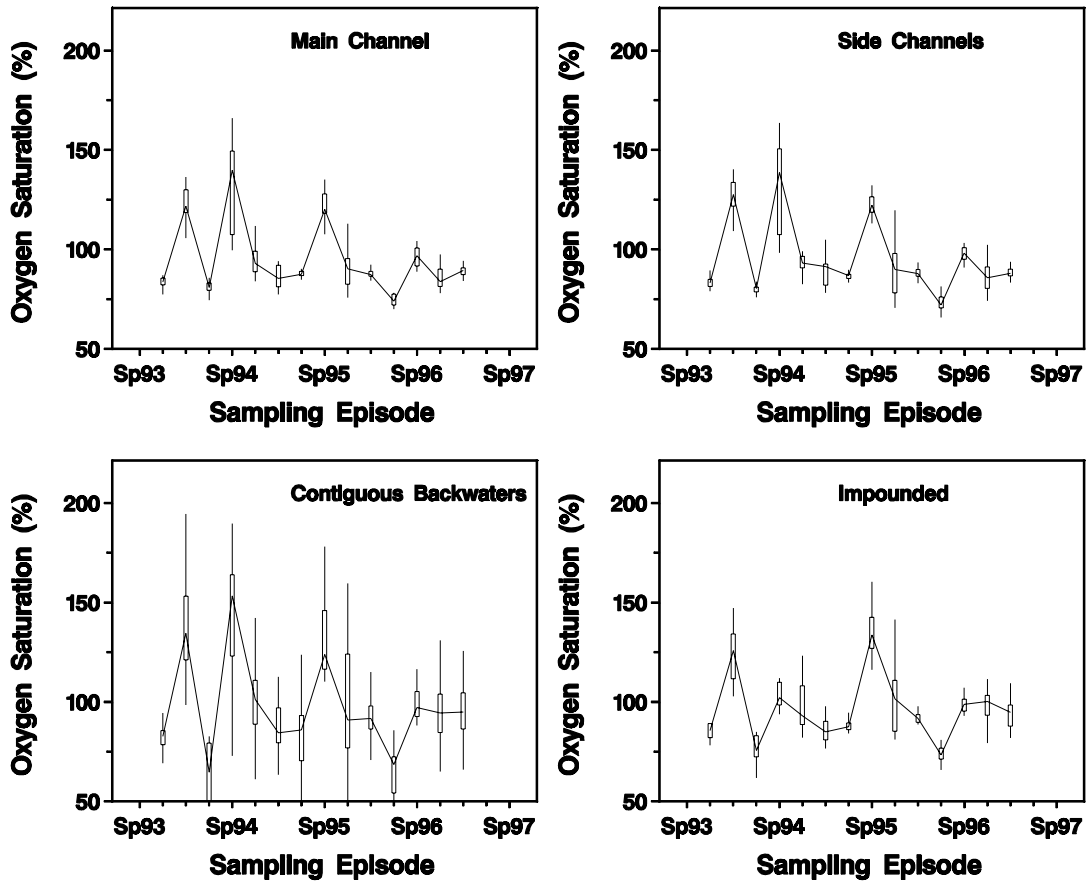 Main Channel
Oxygen Saturation (%)
200
150
100
50
Sp93 Sp94 Sp95 Sp96 Sp97
Sampling Episode
Side Channels
Oxygen Saturation (%)
200
150
100
50
Sp93 Sp94 Sp95 Sp96 Sp97
Sampling Episode
Contiguous Backwaters
Oxygen Saturation (%)
200
150
100
50
Sp93 Sp94 Sp95 Sp96 Sp97
Sampling Episode
Impounded
Oxygen Saturation (%)
200
150
100
50
Sp93 Sp94 Sp95 Sp96 Sp97
Sampling Episode